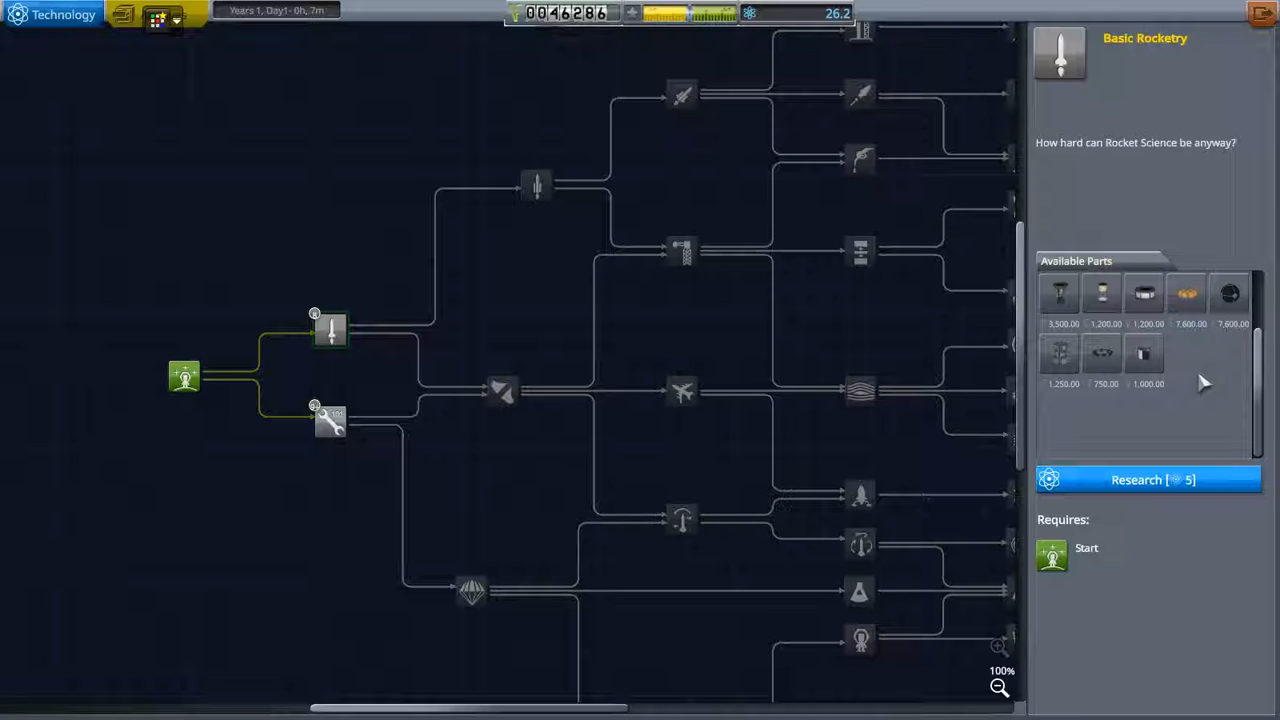 Technology
Years 1, Day1 - 0h, 7m
0046286
26.2
Basic Rocketry
How hard can Rocket Science be anyway?
Available Parts
3,500.00 1,200.00 1,200.00 7,600.00 7,600.00
1,250.00 750.00 1,000.00
Research [ 5]
Requires:
Start
101
100%